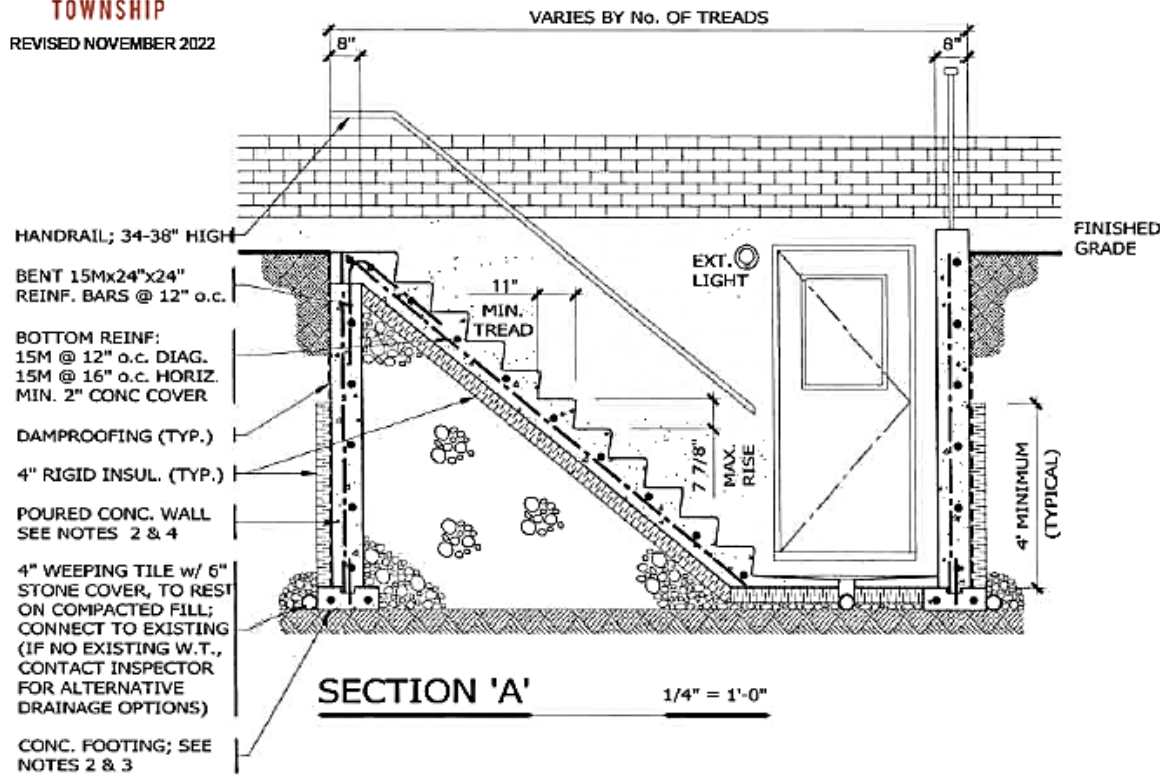 TOWNSHIP
REVISED NOVEMBER 2022
VARIES BY No. OF TREADS
8"
8"
HANDRAIL; 34-38" HIGH
BENT 15Mx24"x24"
REINF. BARS @ 12" o.c.
BOTTOM REINF:
15M @ 12" o.c. DIAG.
15M @ 16" o.c. HORIZ.
MIN. 2" CONC COVER
DAMPROOFING (TYP.)
4" RIGID INSUL. (TYP.)
POURED CONC. WALL
SEE NOTES 2 & 4
4" WEEPING TILE w/ 6"
STONE COVER, TO REST
ON COMPACTED FILL;
CONNECT TO EXISTING
(IF NO EXISTING W.T.,
CONTACT INSPECTOR
FOR ALTERNATIVE
DRAINAGE OPTIONS)
CONC. FOOTING; SEE
NOTES 2 & 3
11"
MIN.
TREAD
EXT.
LIGHT
7 7/8"
MAX.
RISE
FINISHED
GRADE
4' MINIMUM
(TYPICAL)
SECTION 'A'
1/4" = 1'-0"